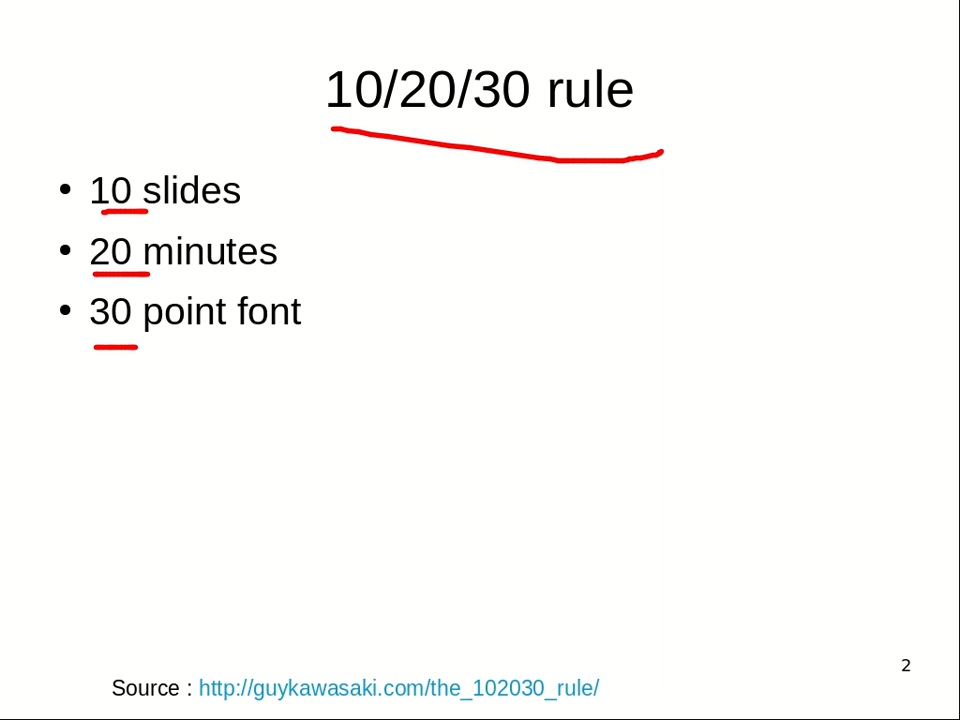 10/20/30 rule
• 10 slides
• 20 minutes
• 30 point font
2
Source : http://guykawasaki.com/the_102030_rule/